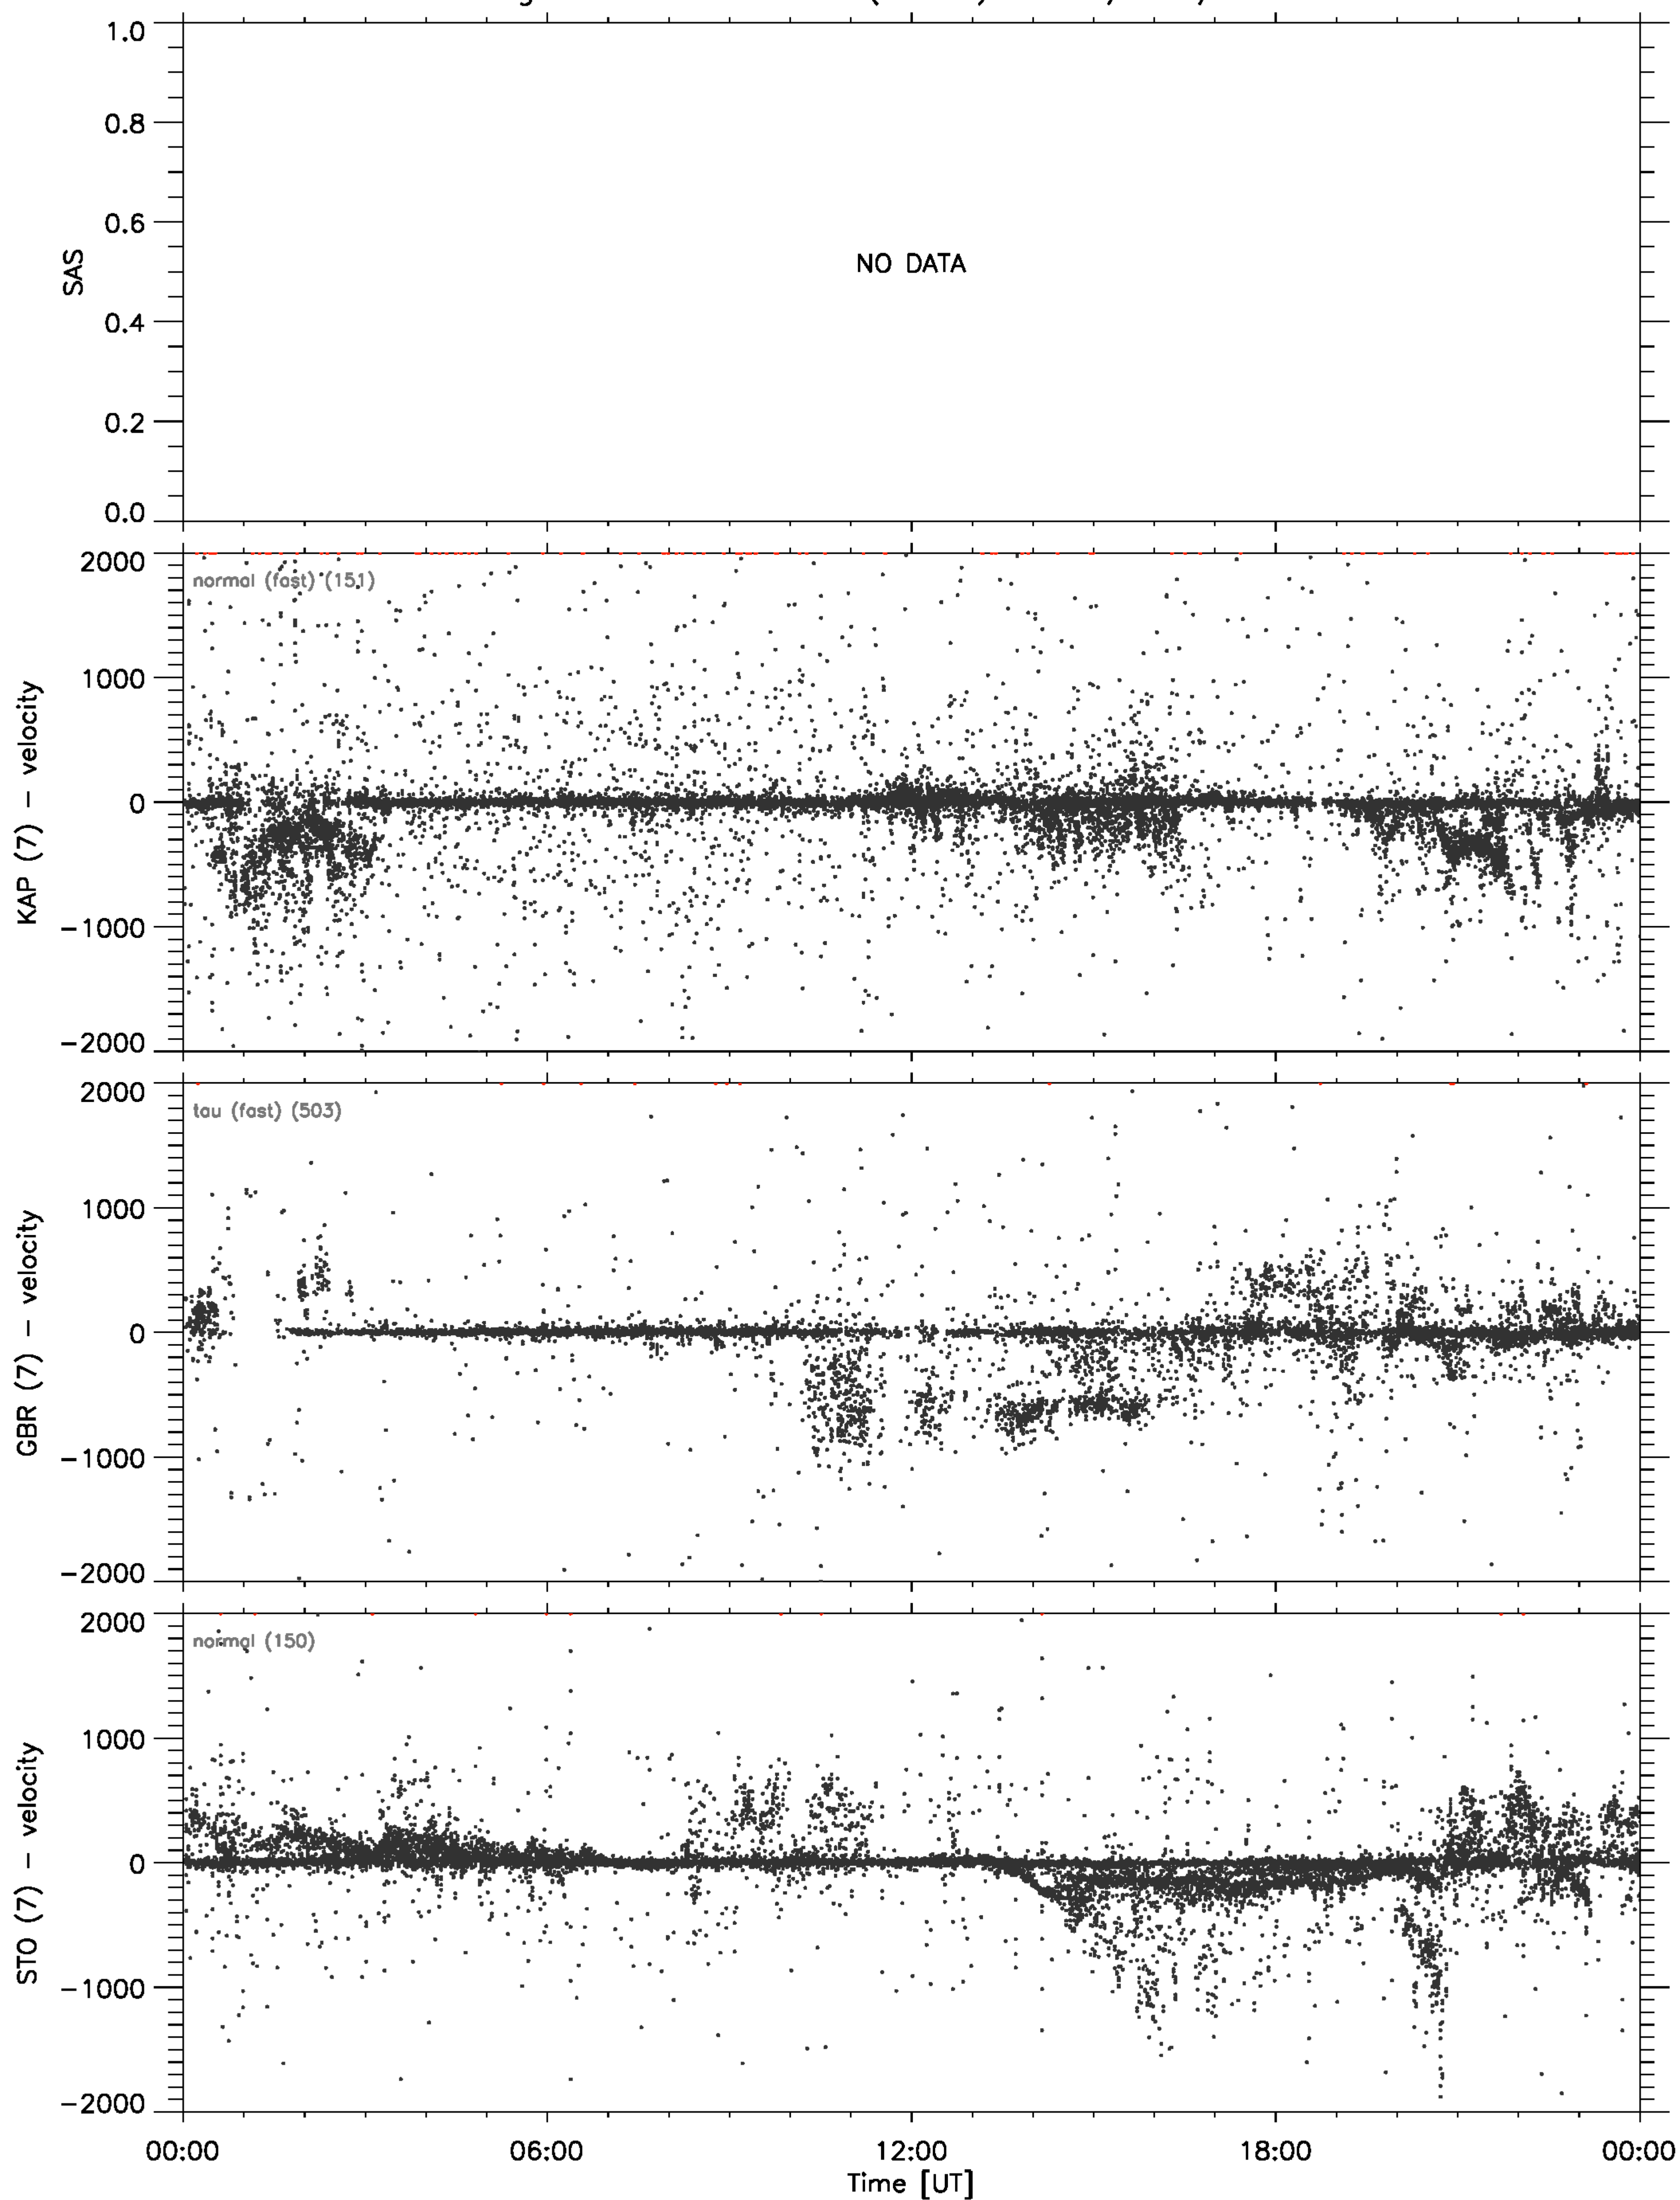 1.0
0.8
0.6
0.4
0.2
0.0
SAS
NO DATA
2000
1000
0
−1000
−2000
KAP (7) − velocity
normal (fast) (151)
2000
1000
0
−1000
−2000
GBR (7) − velocity
tau (fast) (503)
2000
1000
0
−1000
−2000
STO (7) − velocity
normal (150)
00:00 06:00 12:00 18:00 00:00
Time [UT]